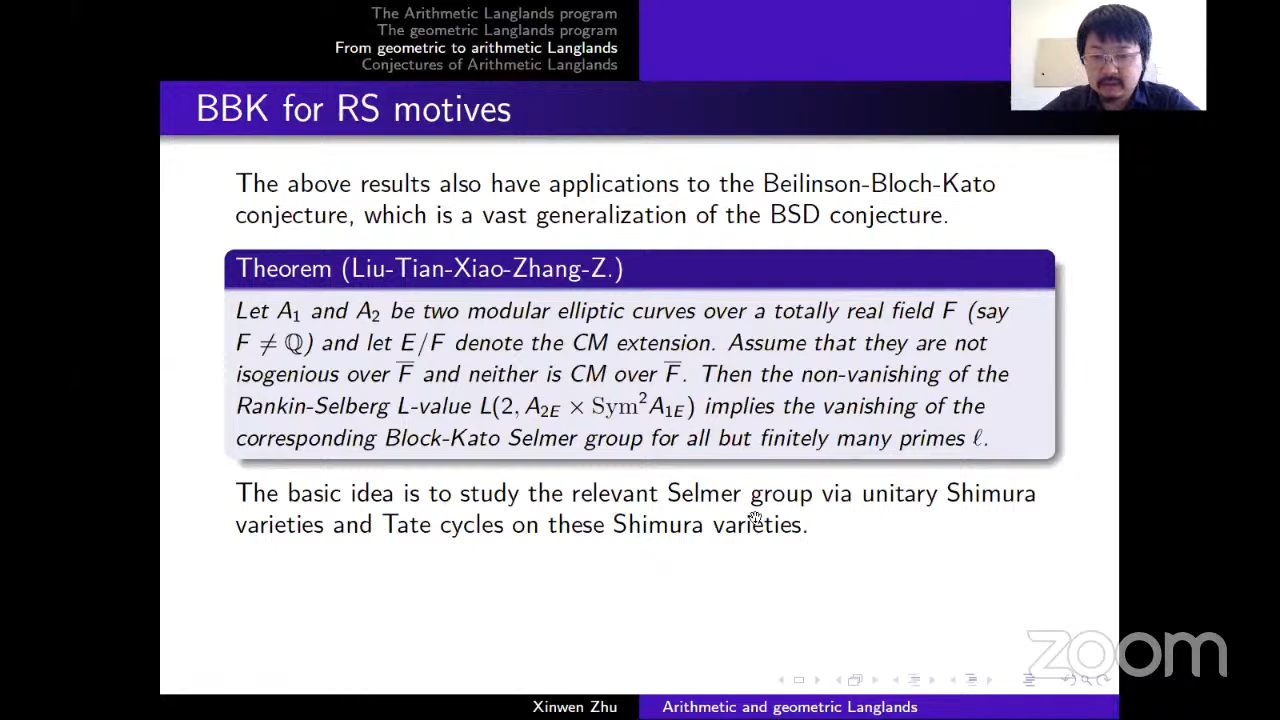 The Arithmetic Langlands program
The geometric Langlands program
From geometric to arithmetic Langlands
Conjectures of Arithmetic Langlands
BBK for RS motives
The above results also have applications to the Beilinson-Bloch-Kato
conjecture, which is a vast generalization of the BSD conjecture.
Theorem (Liu-Tian-Xiao-Zhang-Z.)
Let A₁ and A₂ be two modular elliptic curves over a totally real field F (say
F ≠ ℚ) and let E/F denote the CM extension. Assume that they are not
isogenious over F̅ and neither is CM over F̅. Then the non-vanishing of the
Rankin-Selberg L-value L(2, A₂E × Sym²A₁E) implies the vanishing of the
corresponding Block-Kato Selmer group for all but finitely many primes ℓ.
The basic idea is to study the relevant Selmer group via unitary Shimura
varieties and Tate cycles on these Shimura varieties.
zoom
Xinwen Zhu
Arithmetic and geometric Langlands